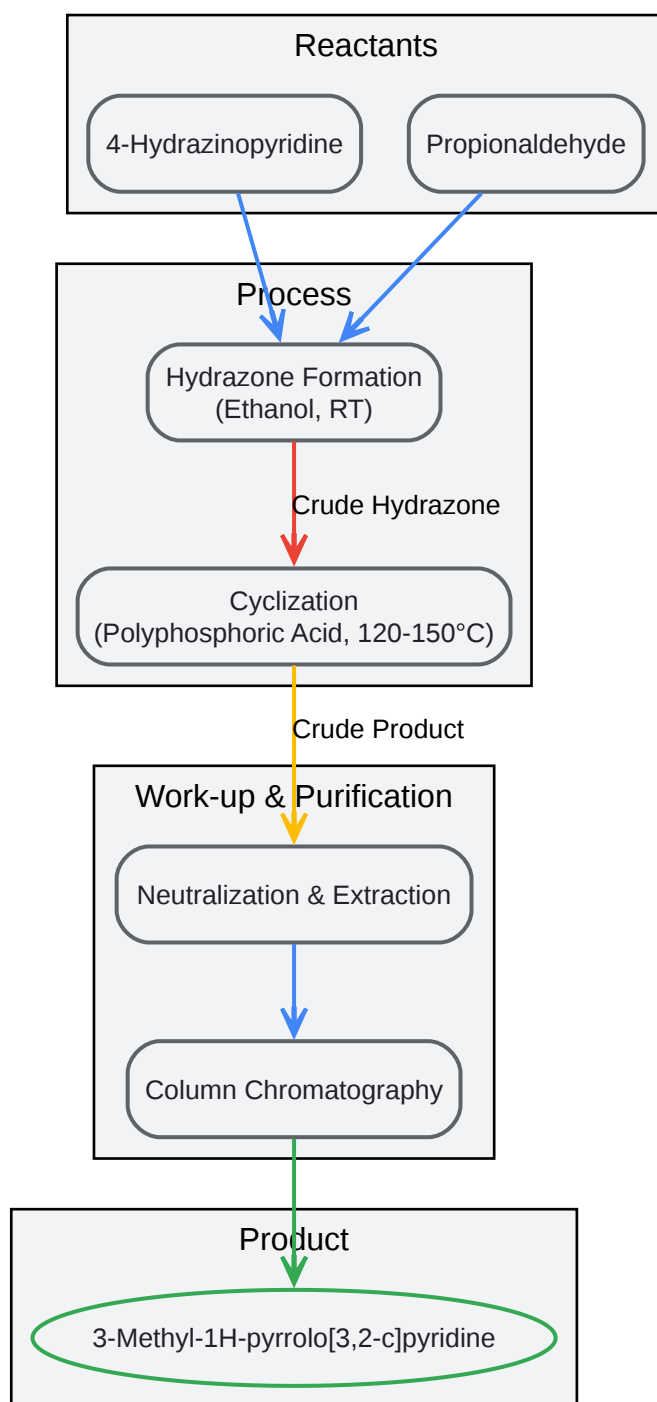 Reactants
4-Hydrazinopyridine
Propionaldehyde
Process
Hydrazone Formation
(Ethanol, RT)
Crude Hydrazone
Cyclization
(Polyphosphoric Acid, 120-150°C)
Crude Product
Work-up & Purification
Neutralization & Extraction
Column Chromatography
Product
3-Methyl-1H-pyrrolo[3,2-c]pyridine